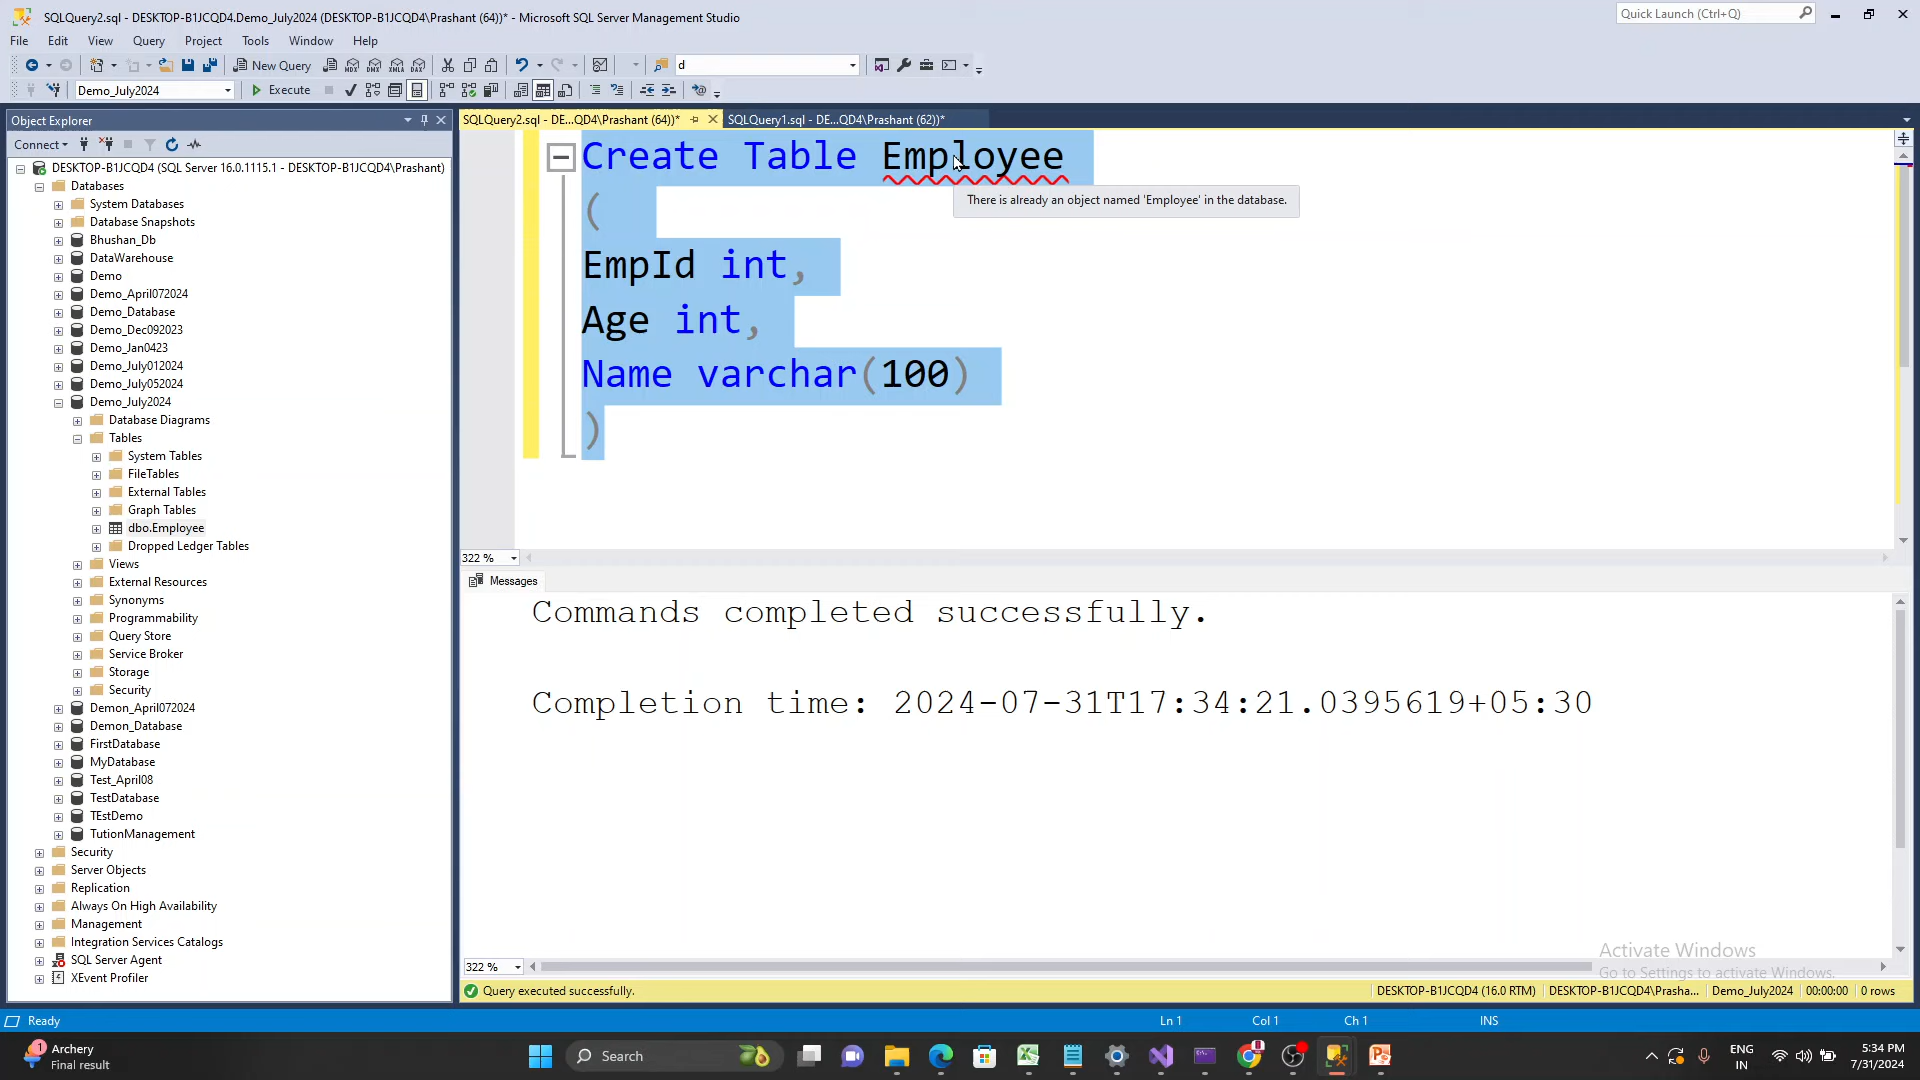 SQLQuery2.sql - DESKTOP-B1JCQD4.Demo_July2024 (DESKTOP-B1JCQD4\Prashant (64))* - Microsoft SQL Server Management Studio
Quick Launch (Ctrl+Q)
File Edit View Query Project Tools Window Help
New Query
d
Demo_July2024
Execute
Object Explorer
Connect
DESKTOP-B1JCQD4 (SQL Server 16.0.1115.1 - DESKTOP-B1JCQD4\Prashant)
Databases
System Databases
Database Snapshots
Bhushan_Db
DataWarehouse
Demo
Demo_April072024
Demo_Database
Demo_Dec092023
Demo_Jan0423
Demo_July012024
Demo_July052024
Demo_July2024
Database Diagrams
Tables
System Tables
FileTables
External Tables
Graph Tables
dbo.Employee
Dropped Ledger Tables
Views
External Resources
Synonyms
Programmability
Query Store
Service Broker
Storage
Security
Demon_April072024
Demon_Database
FirstDatabase
MyDatabase
Test_April08
TestDatabase
TEstDemo
TutionManagement
Security
Server Objects
Replication
Always On High Availability
Management
Integration Services Catalogs
SQL Server Agent
XEvent Profiler
SQLQuery2.sql - DE...QD4\Prashant (64))*
SQLQuery1.sql - DE...QD4\Prashant (62))*
Create Table Employee
There is already an object named 'Employee' in the database.
(
EmpId int,
Age int,
Name varchar(100)
)
322 %
Messages
Commands completed successfully.
Completion time: 2024-07-31T17:34:21.0395619+05:30
Activate Windows
Go to Settings to activate Windows.
322 %
Query executed successfully.
DESKTOP-B1JCQD4 (16.0 RTM)
DESKTOP-B1JCQD4\Prasha...
Demo_July2024
00:00:00
0 rows
Ready
Ln 1
Col 1
Ch 1
INS
1
Archery
Final result
Search
ENG
IN
5:34 PM
7/31/2024